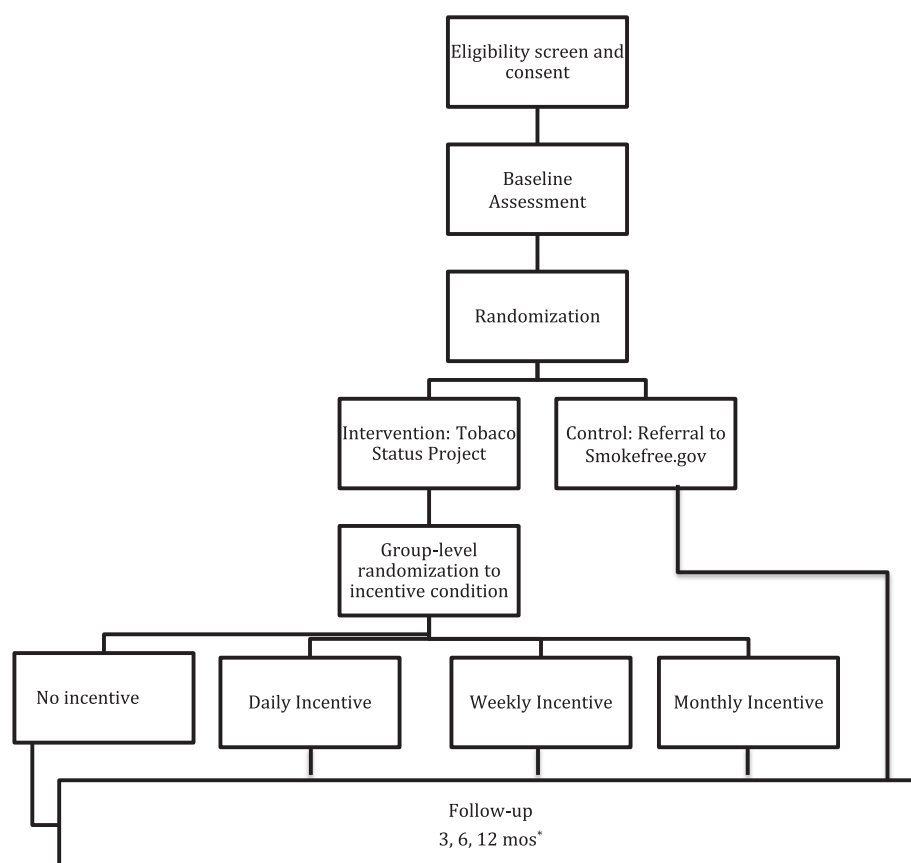 Eligibility screen and
consent
Baseline
Assessment
Randomization
Intervention: Tobaco
Status Project
Control: Referral to
Smokefree.gov
Group-level
randomization to
incentive condition
No incentive
Daily Incentive
Weekly Incentive
Monthly Incentive
Follow-up
3, 6, 12 mos*